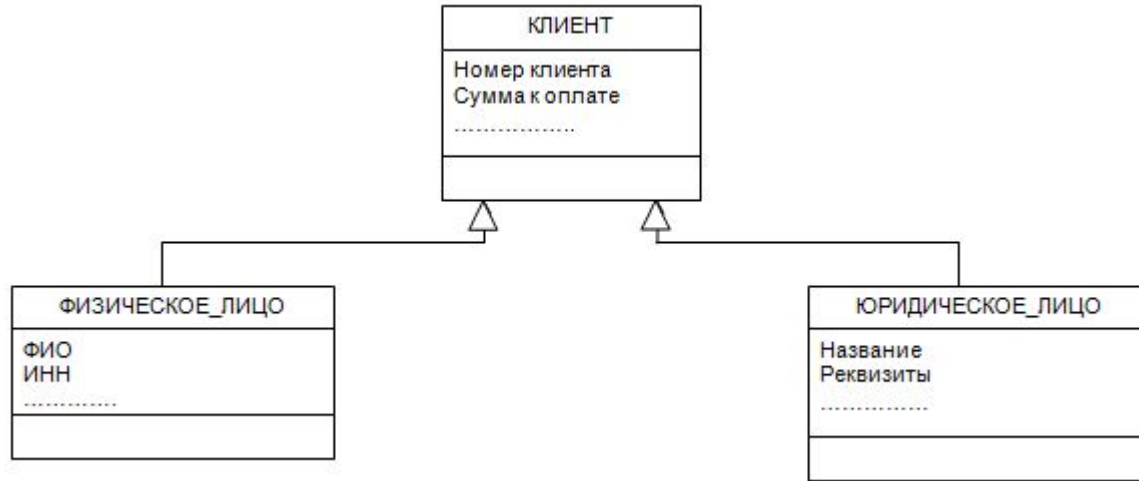 КЛИЕНТ
Номер клиента
Сумма к оплате
.................
ФИЗИЧЕСКОЕ_ЛИЦО
ФИО
ИНН
.............
ЮРИДИЧЕСКОЕ_ЛИЦО
Название
Реквизиты
...............